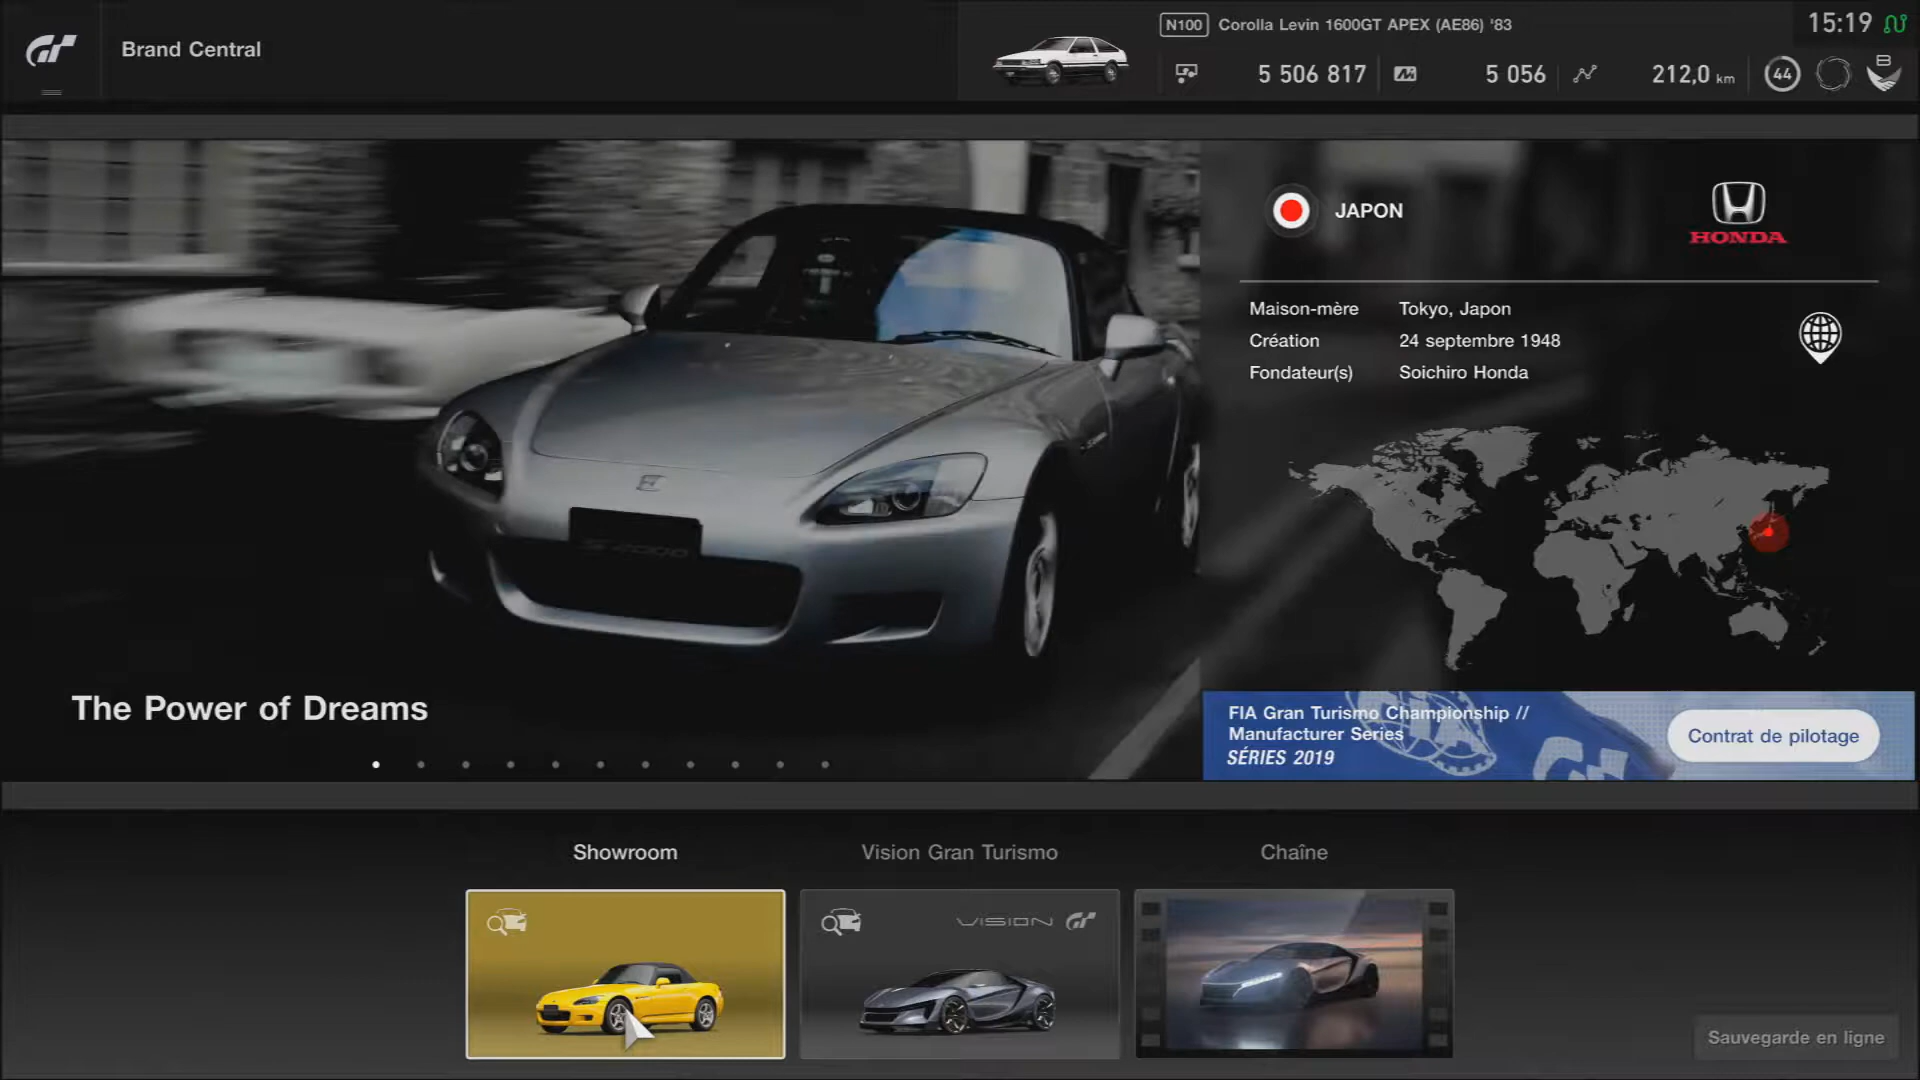 Brand Central
N100 Corolla Levin 1600GT APEX (AE86) '83
15:19
5 506 817
5 056
212,0 km
44
B
JAPON
HONDA
Maison-mère Tokyo, Japon
Création 24 septembre 1948
Fondateur(s) Soichiro Honda
S2000
The Power of Dreams
FIA Gran Turismo Championship //
Manufacturer Series
SÉRIES 2019
Contrat de pilotage
Showroom
Vision Gran Turismo
Chaîne
VISION GT
Sauvegarde en ligne